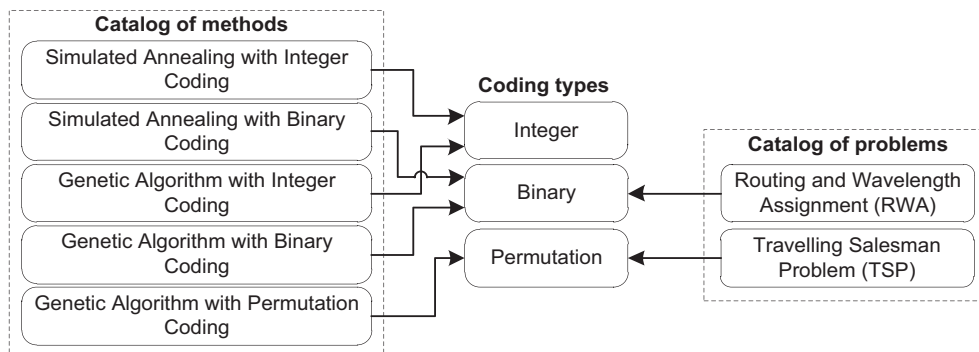 Catalog of methods
Simulated Annealing with Integer
Coding
Simulated Annealing with Binary
Coding
Genetic Algorithm with Integer
Coding
Genetic Algorithm with Binary
Coding
Genetic Algorithm with Permutation
Coding
Coding types
Integer
Binary
Permutation
Catalog of problems
Routing and Wavelength
Assignment (RWA)
Travelling Salesman
Problem (TSP)